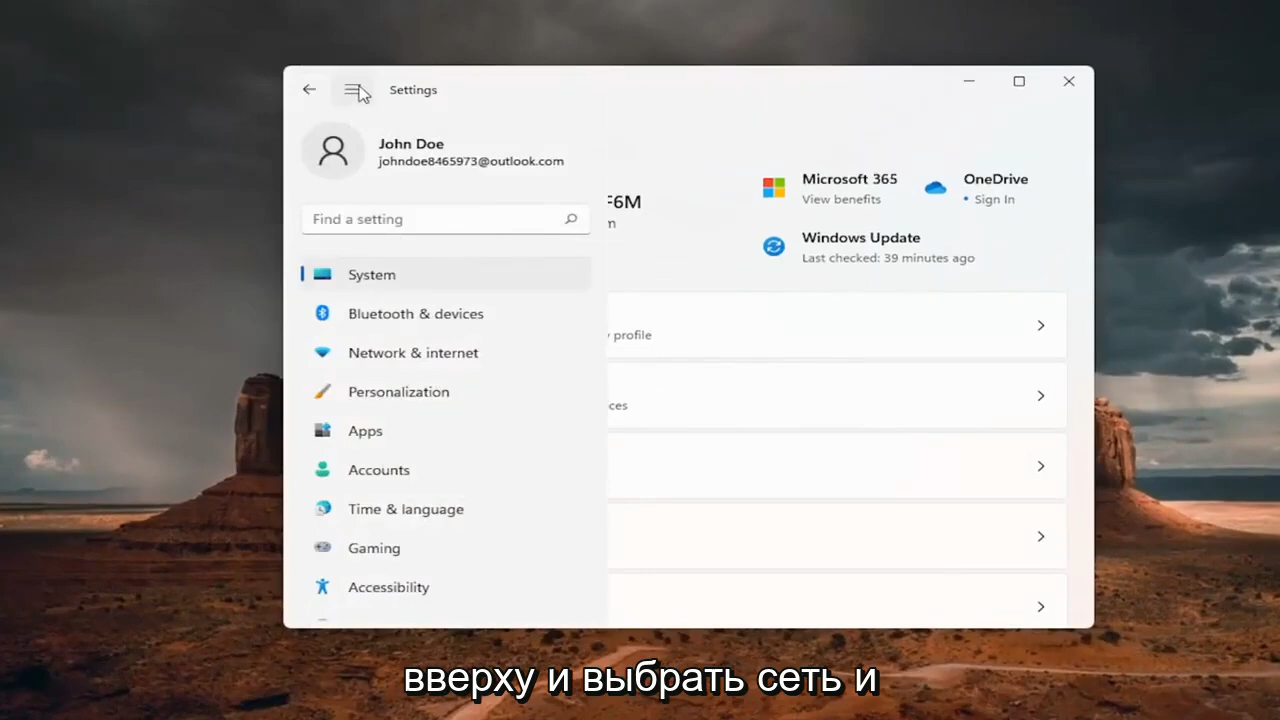 Settings
John Doe
johndoe8465973@outlook.com
Find a setting
System
Bluetooth & devices
Network & internet
Personalization
Apps
Accounts
Time & language
Gaming
Accessibility
F6M
m
Microsoft 365
View benefits
OneDrive
• Sign In
Windows Update
Last checked: 39 minutes ago
profile
ces
вверху и выбрать сеть и